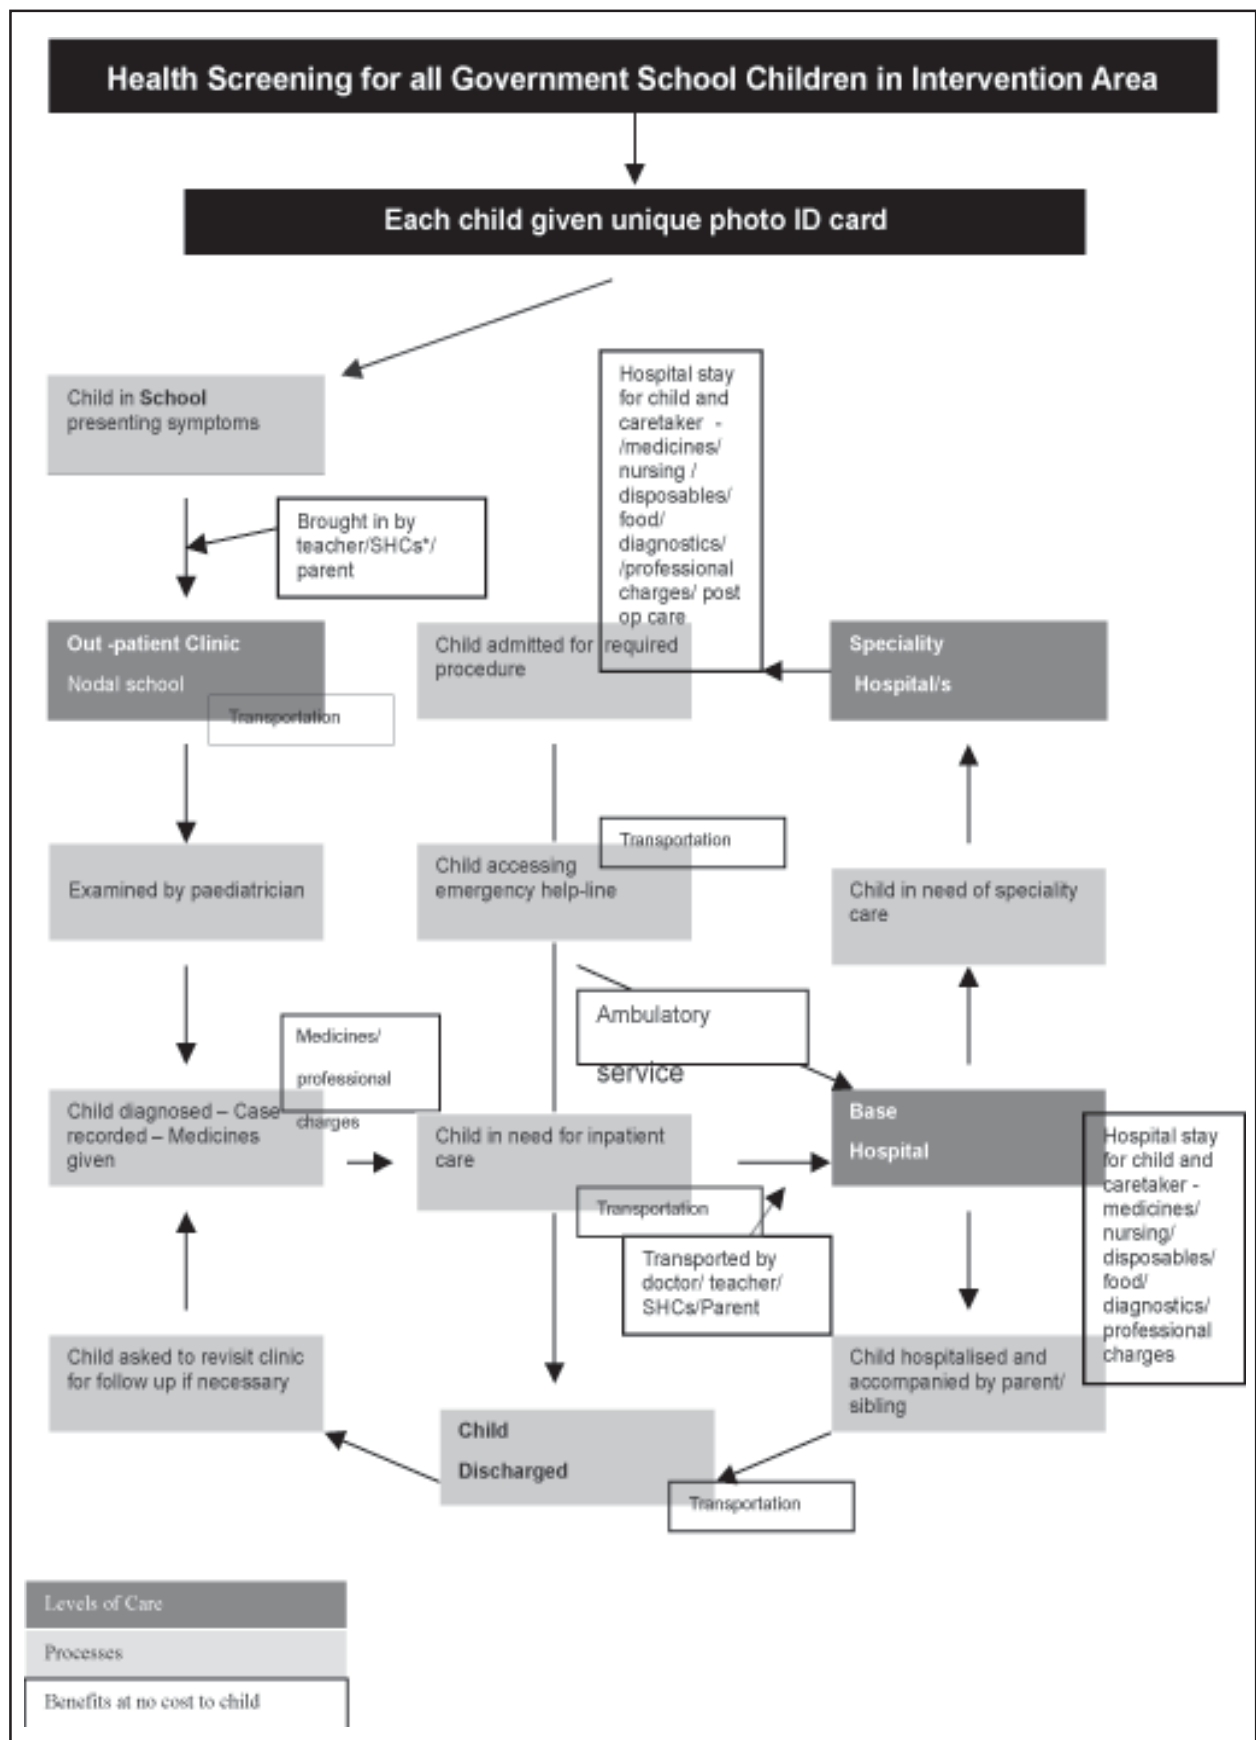 Health Screening for all Government School Children in Intervention Area
Each child given unique photo ID card
Child in School
presenting symptoms
Brought in by
teacher/SHCs*/
parent
Hospital stay
for child and
caretaker -
/medicines/
nursing /
disposables/
food/
diagnostics/
/professional
charges/ post
op care
Out -patient Clinic
Nodal school
Transportation
Child admitted for required
procedure
Speciality
Hospital/s
Examined by paediatrician
Transportation
Child accessing
emergency help-line
Child in need of speciality
care
Medicines/
professional
charges
Ambulatory
service
Child diagnosed – Case
recorded – Medicines
given
Child in need for inpatient
care
Base
Hospital
Hospital stay
for child and
caretaker -
medicines/
nursing/
disposables/
food/
diagnostics/
professional
charges
Transportation
Transported by
doctor/ teacher/
SHCs/Parent
Child asked to revisit clinic
for follow up if necessary
Child hospitalised and
accompanied by parent/
sibling
Child
Discharged
Transportation
Levels of Care
Processes
Benefits at no cost to child